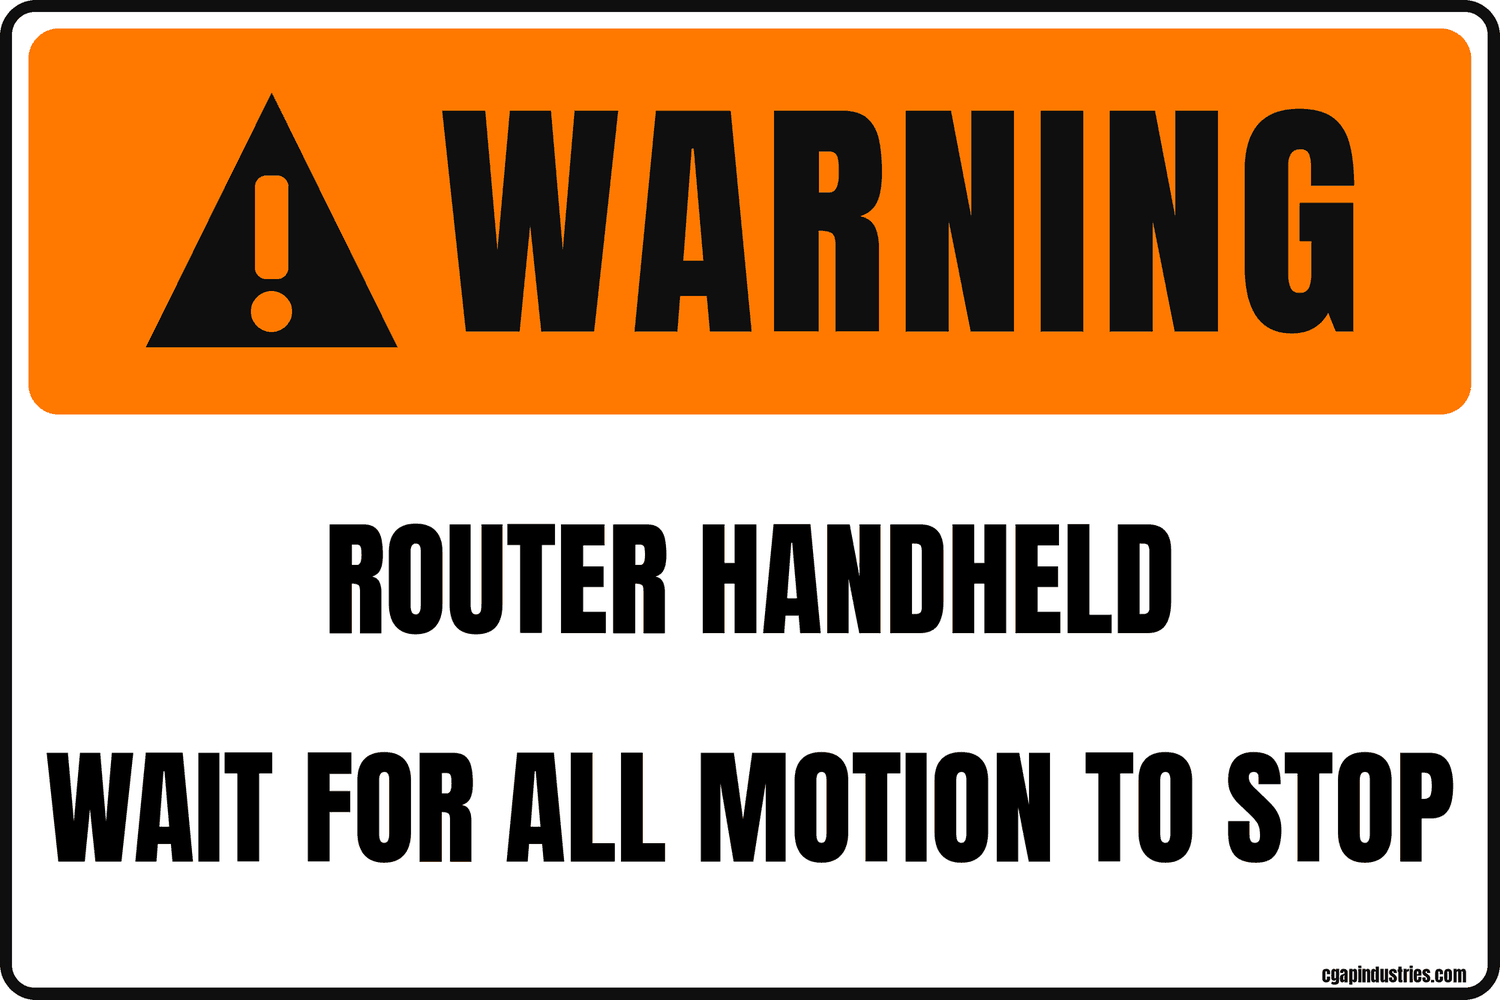 WARNING
ROUTER HANDHELD
WAIT FOR ALL MOTION TO STOP
cgapindustries.com